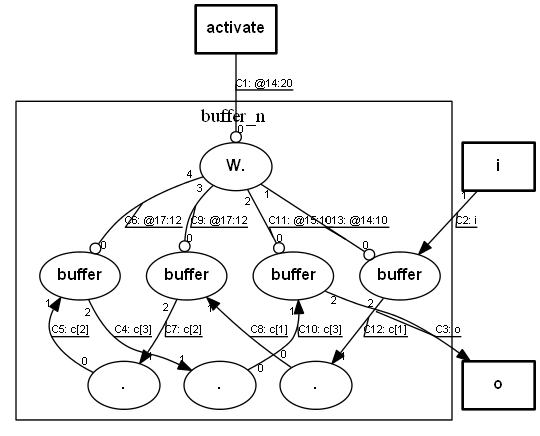 activate
C1: @14:20
buffer_n
0
W.
i
4
3
2
1
1
C6: @17:12
C9: @17:12
C11: @15:10
C13: @14:10
C2: i
0
0
0
0
buffer
buffer
buffer
buffer
1
2
2
1
1
2
2
C5: c[2]
C4: c[3]
C7: c[2]
C8: c[1]
C10: c[3]
C12: c[1]
C3: o
0
1
1
0
0
1
.
.
.
o